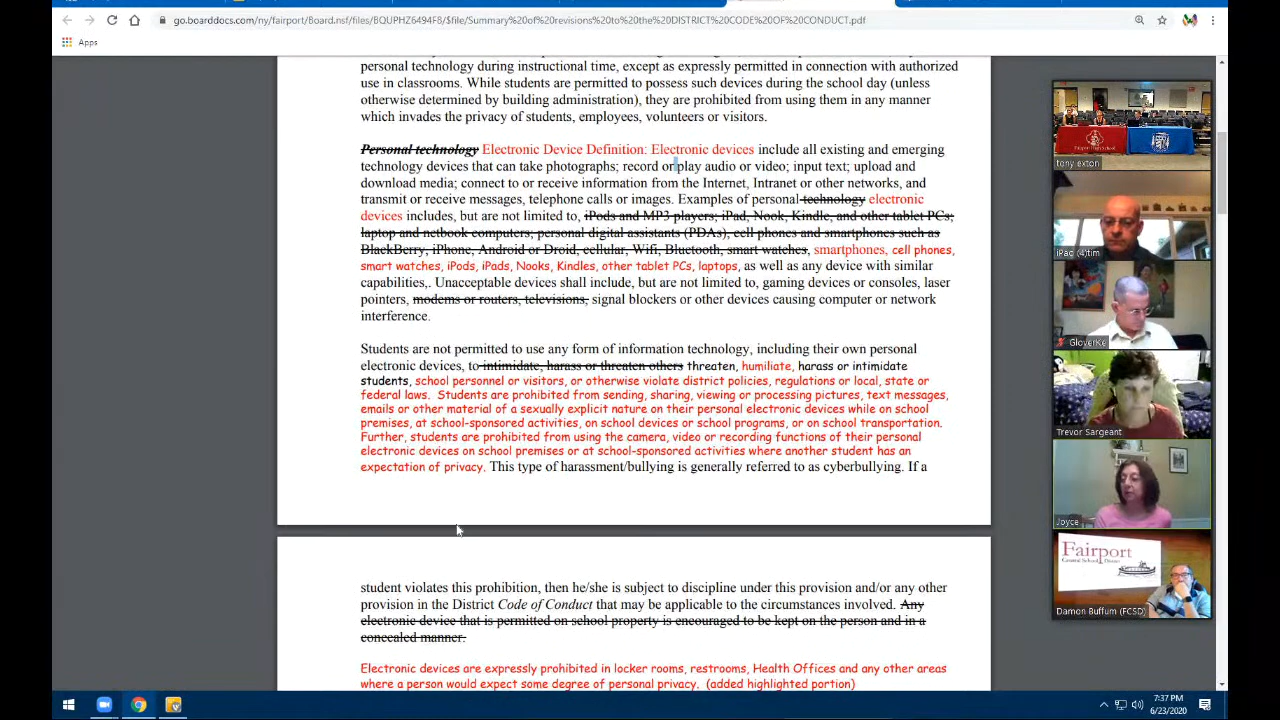 go.boarddocs.com/ny/fairport/Board.nsf/files/BQUPHZ6494F8/$file/Summary%20of%20revisions%20to%20the%20DISTRICT%20CODE%20OF%20CONDUCT.pdf
Apps
personal technology during instructional time, except as expressly permitted in connection with authorized
use in classrooms. While students are permitted to possess such devices during the school day (unless
otherwise determined by building administration), they are prohibited from using them in any manner
which invades the privacy of students, employees, volunteers or visitors.
Personal technology Electronic Device Definition: Electronic devices include all existing and emerging
technology devices that can take photographs; record or play audio or video; input text; upload and
download media; connect to or receive information from the Internet, Intranet or other networks, and
transmit or receive messages, telephone calls or images. Examples of personal technology electronic
devices includes, but are not limited to, iPods and MP3 players; iPad, Nook, Kindle, and other tablet PCs;
laptop and netbook computers; personal digital assistants (PDAs), cell phones and smartphones such as
BlackBerry, iPhone, Android or Droid, cellular, Wifi, Bluetooth, smart watches, smartphones, cell phones,
smart watches, iPods, iPads, Nooks, Kindles, other tablet PCs, laptops, as well as any device with similar
capabilities,. Unacceptable devices shall include, but are not limited to, gaming devices or consoles, laser
pointers, modems or routers, televisions, signal blockers or other devices causing computer or network
interference.
Students are not permitted to use any form of information technology, including their own personal
electronic devices, to intimidate, harass or threaten others threaten, humiliate, harass or intimidate
students, school personnel or visitors, or otherwise violate district policies, regulations or local, state or
federal laws. Students are prohibited from sending, sharing, viewing or processing pictures, text messages,
emails or other material of a sexually explicit nature on their personal electronic devices while on school
premises, at school-sponsored activities, on school devices or school programs, or on school transportation.
Further, students are prohibited from using the camera, video or recording functions of their personal
electronic devices on school premises or at school-sponsored activities where another student has an
expectation of privacy. This type of harassment/bullying is generally referred to as cyberbullying. If a
student violates this prohibition, then he/she is subject to discipline under this provision and/or any other
provision in the District Code of Conduct that may be applicable to the circumstances involved. Any
electronic device that is permitted on school property is encouraged to be kept on the person and in a
concealed manner.
Electronic devices are expressly prohibited in locker rooms, restrooms, Health Offices and any other areas
where a person would expect some degree of personal privacy. (added highlighted portion)
tony exton
iPad (4)tim
GloverKe
Trevor Sargeant
Joyce
Fairport
Damon Buffum (FCSD)
7:37 PM
6/23/2020